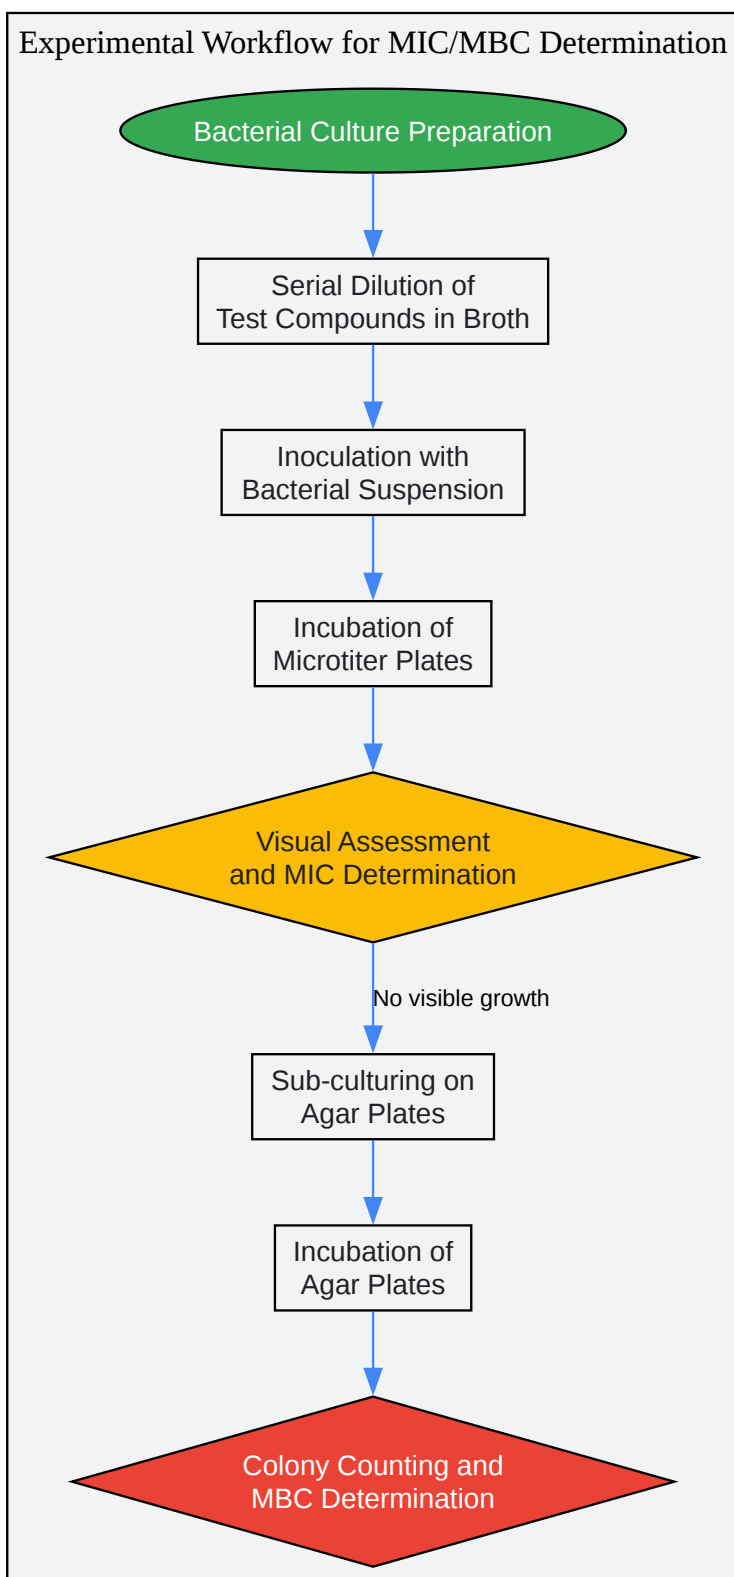 Experimental Workflow for MIC/MBC Determination
Bacterial Culture Preparation
Serial Dilution of
Test Compounds in Broth
Inoculation with
Bacterial Suspension
Incubation of
Microtiter Plates
Visual Assessment
and MIC Determination
No visible growth
Sub-culturing on
Agar Plates
Incubation of
Agar Plates
Colony Counting and
MBC Determination